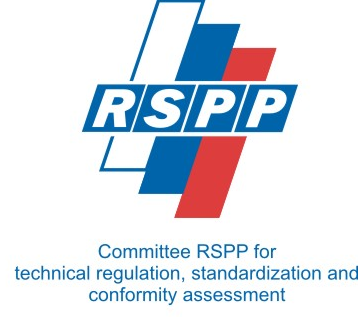 RSPP
Committee RSPP for
technical regulation, standardization and
conformity assessment